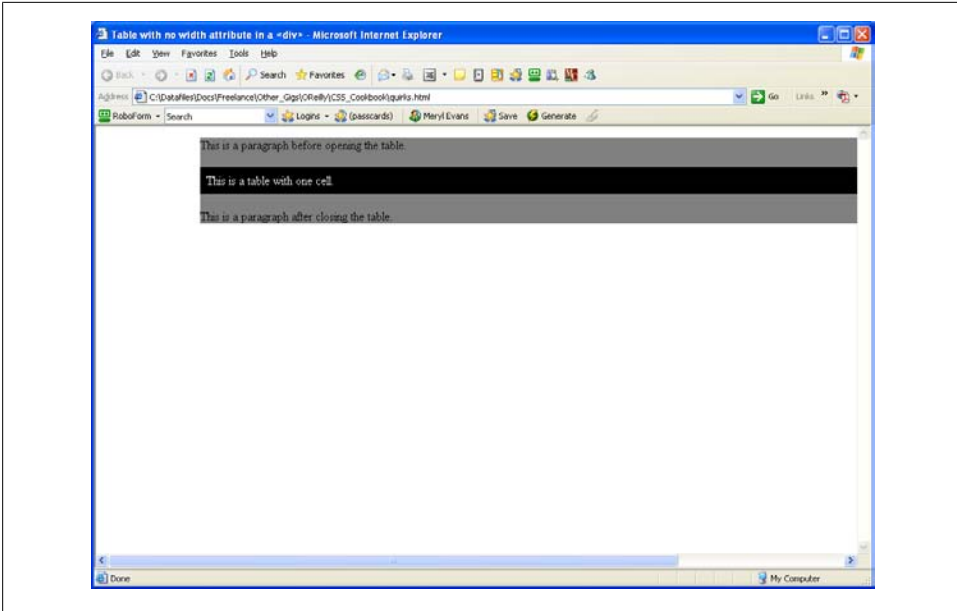 Table with no width attribute in a <div> - Microsoft Internet Explorer
File Edit View Favorites Tools Help
Back Search Favorites
Address C:\Datafiles\Docs\Freelance\Other_Gigs\OReilly\CSS_Cookbook\quirks.html Go Links »
RoboForm - Search Logins - (passcards) Meryl Evans Save Generate
This is a paragraph before opening the table.
This is a table with one cell.
This is a paragraph after closing the table.
Done My Computer